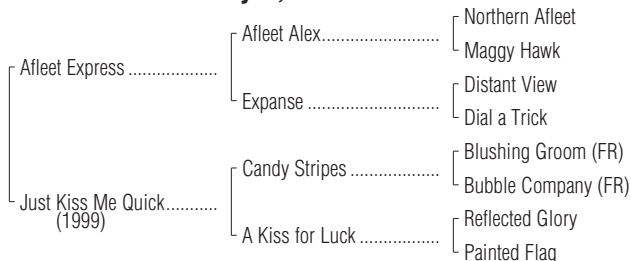 Northern Afleet
Afleet Alex......................
Maggy Hawk
Afleet Express ..................
Distant View
Expanse .........................
Dial a Trick
Blushing Groom (FR)
Candy Stripes .................
Bubble Company (FR)
Just Kiss Me Quick...........
(1999)
Reflected Glory
A Kiss for Luck ...............
Painted Flag